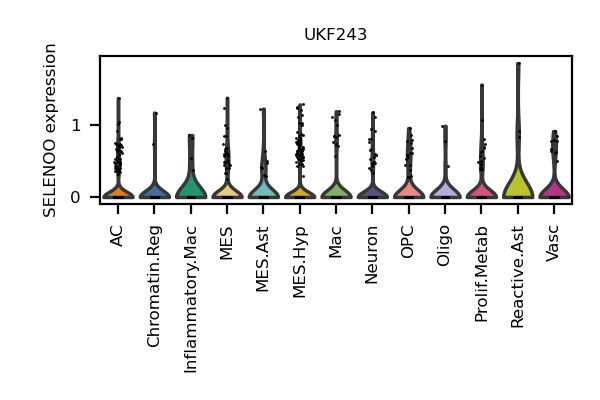 UKF243
SELENOO expression
1
0
AC
Chromatin.Reg
Inflammatory.Mac
MES
MES.Ast
MES.Hyp
Mac
Neuron
OPC
Oligo
Prolif.Metab
Reactive.Ast
Vasc